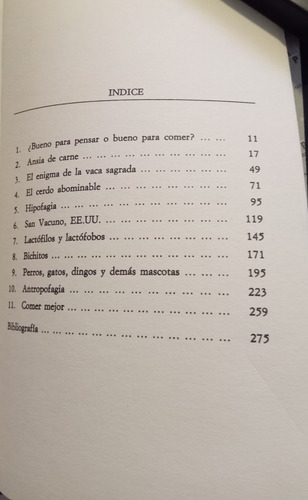 INDICE
1. ¿Bueno para pensar o bueno para comer? ... ... 11
2. Ansia de carne ... ... ... ... ... ... ... ... ... ... 17
3. El enigma de la vaca sagrada ... ... ... ... ... ... 49
4. El cerdo abominable ... ... ... ... ... ... ... ... 71
5. Hipofagia ... ... ... ... ... ... ... ... ... ... ... 95
6. San Vacuno, EE.UU. ... ... ... ... ... ... ... ... 119
7. Lactófilos y lactófobos ... ... ... ... ... ... ... ... 145
8. Bichitos ... ... ... ... ... ... ... ... ... ... ... ... 171
9. Perros, gatos, dingos y demás mascotas ... ... ... 195
10. Antropofagia ... ... ... ... ... ... ... ... ... ... 223
11. Comer mejor ... ... ... ... ... ... ... ... ... ... 259
Bibliografía ... ... ... ... ... ... ... ... ... ... ... ... 275